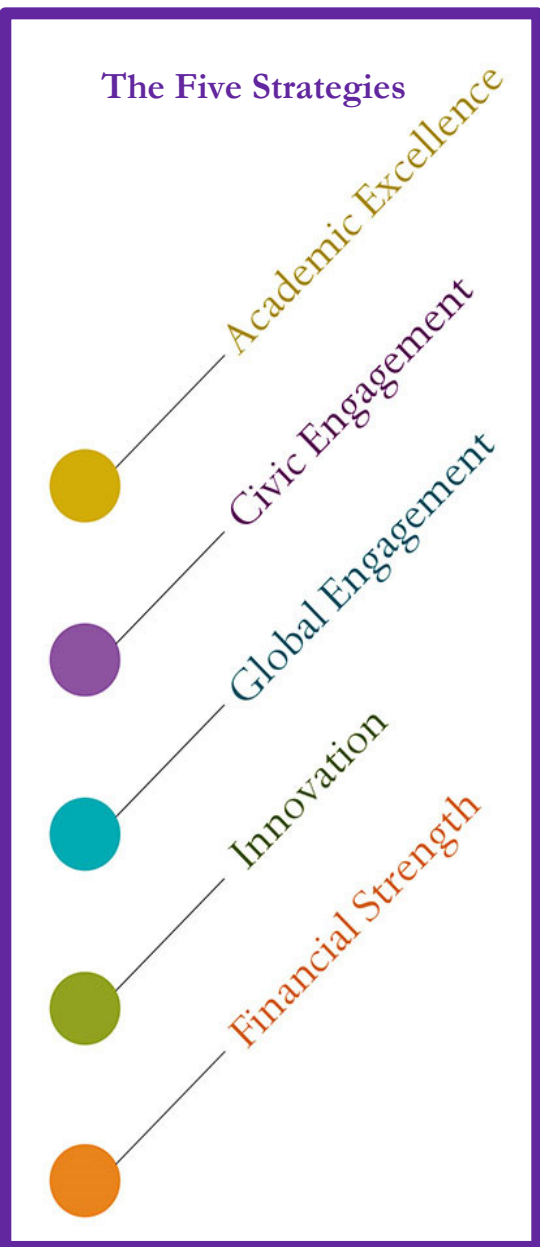 The Five Strategies
Academic Excellence
Civic Engagement
Global Engagement
Innovation
Financial Strength